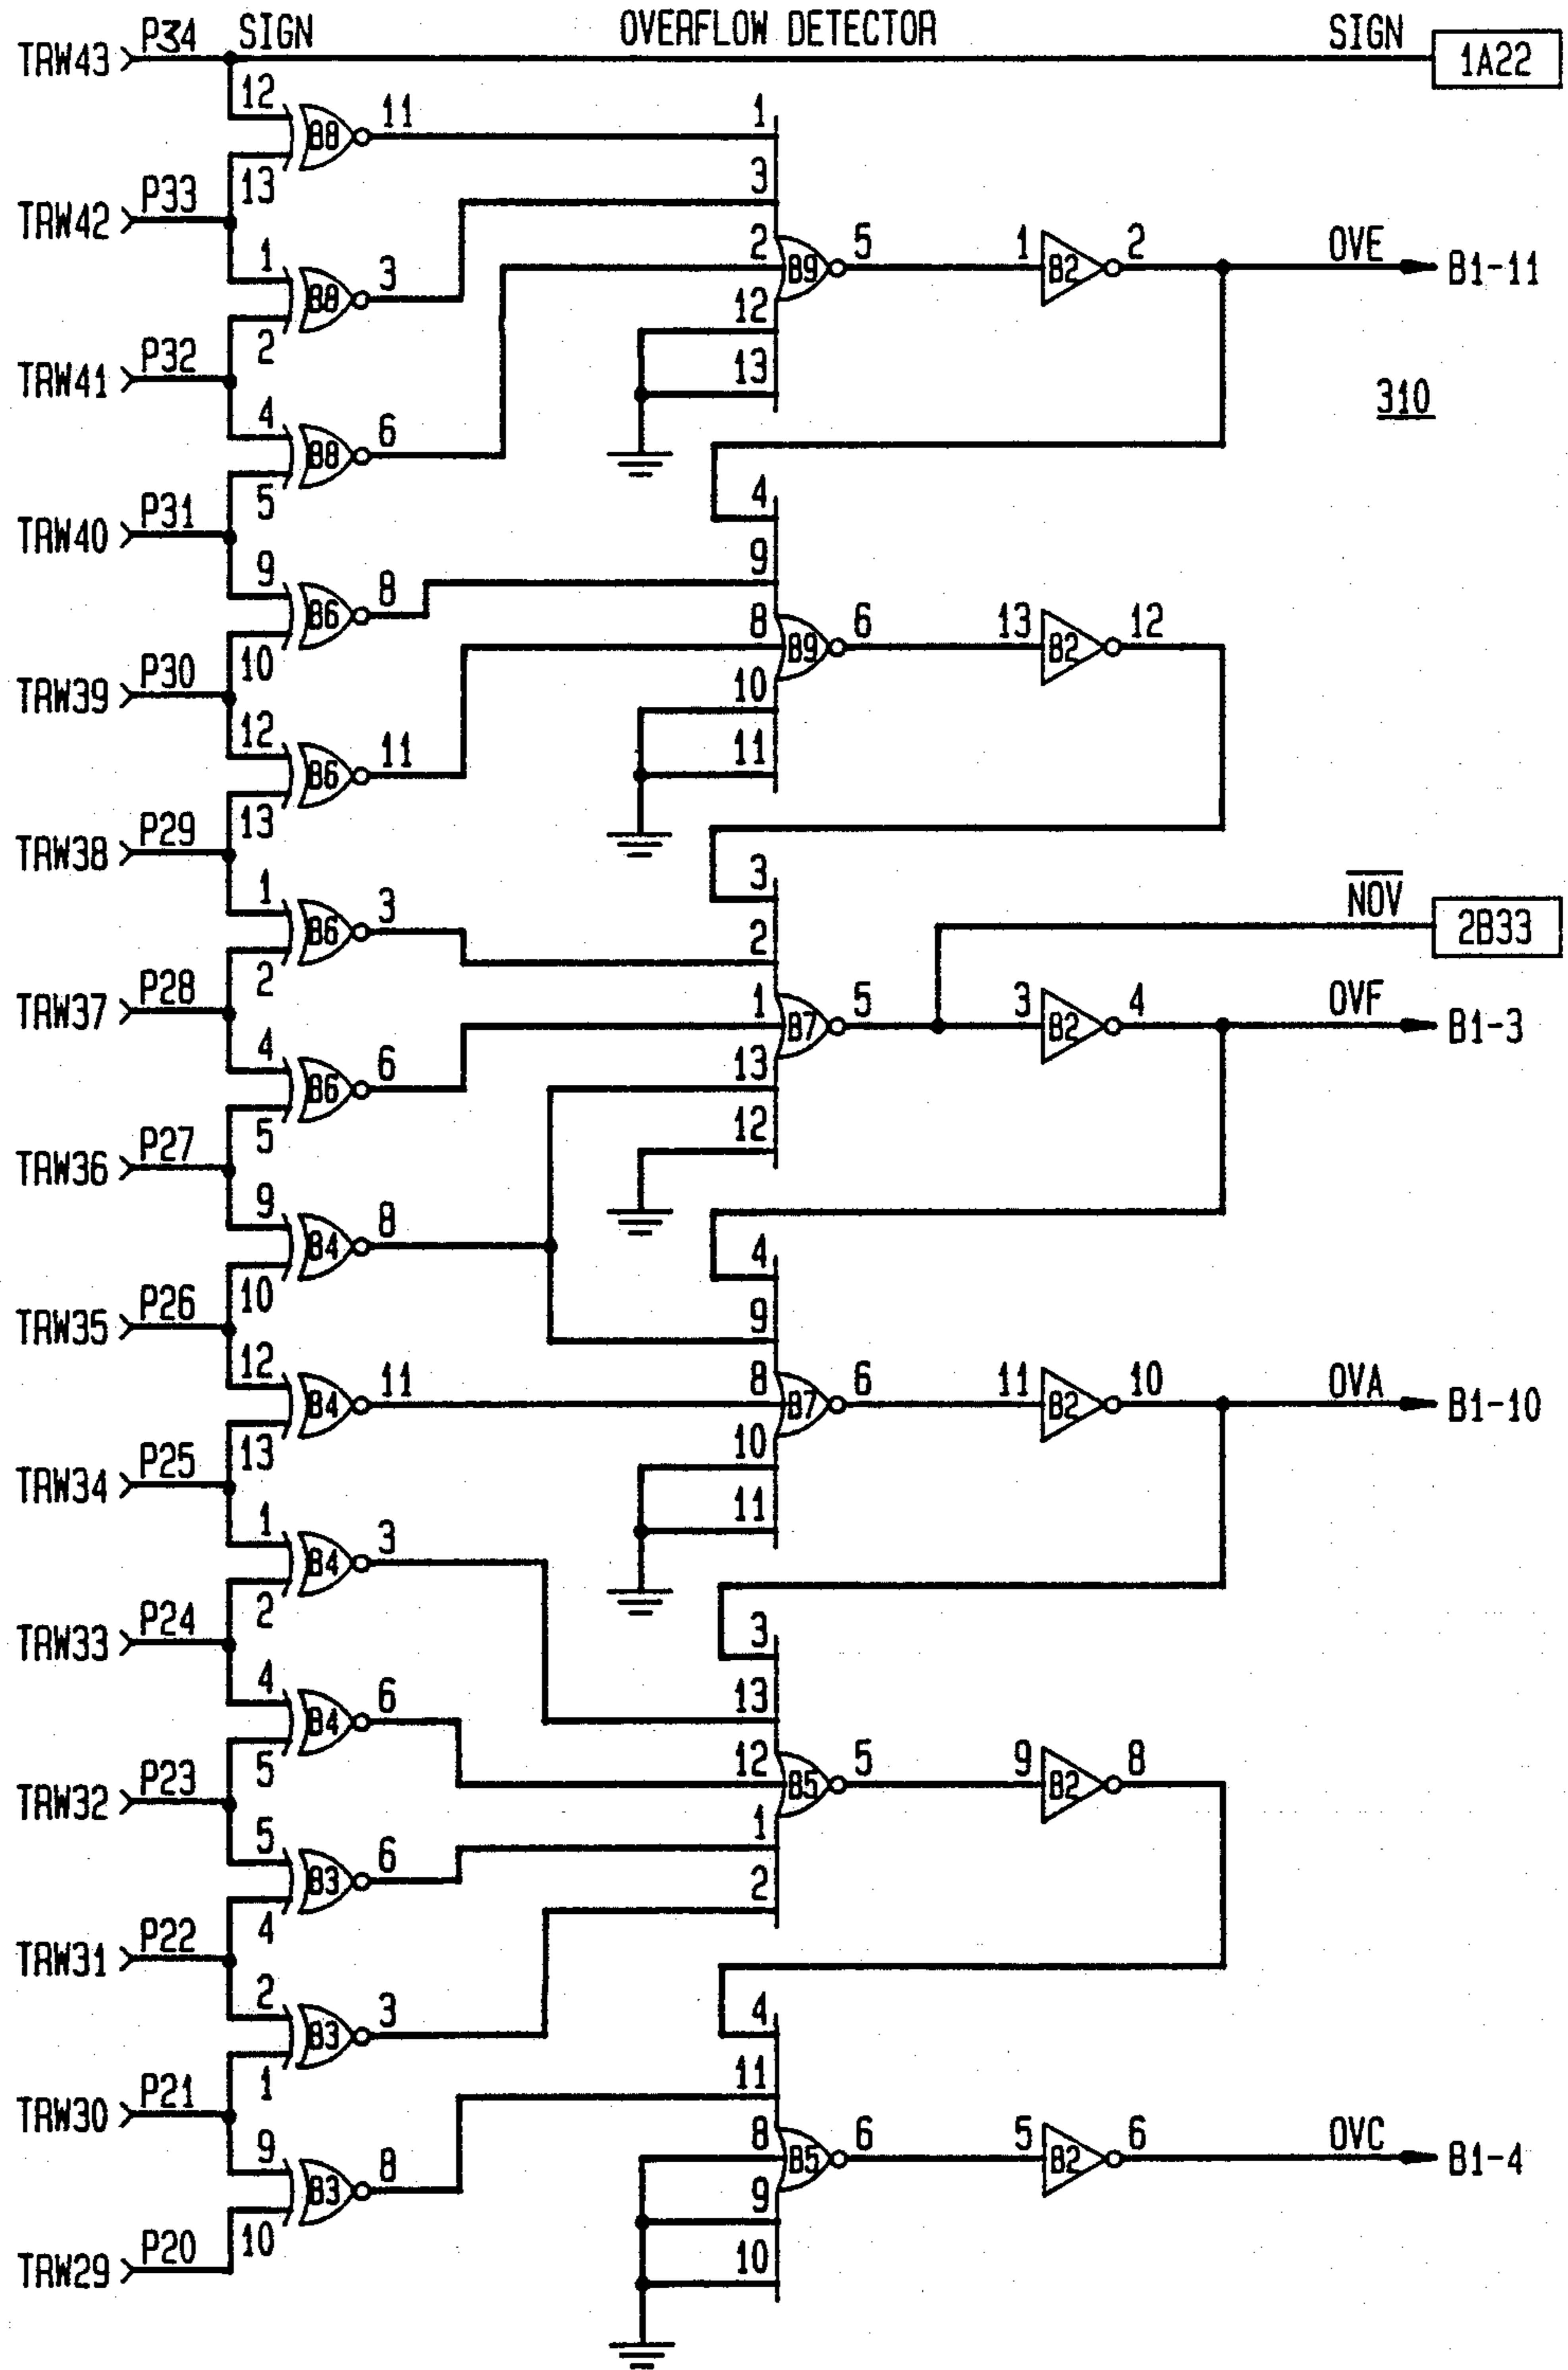 OVERFLOW DETECTOR
TRW43 P34 SIGN SIGN 1A22
12 B8 11 1
13
TRW42 P33 3
1 B8 3 2 B9 5 1 B2 2 OVE B1-11
2 12
TRW41 P32 13
310
4 B8 6
5 4
TRW40 P31
9 B6 8 9
10 8 B9 6 13 B2 12
TRW39 P30 10
12 B6 11 11
13
TRW38 P29 3
NOV 2B33
1 B6 3 2
2
TRW37 P28 1 B7 5 3 B2 4 OVF B1-3
4 B6 6 13
5 12
TRW36 P27
9 B4 8 4
10
TRW35 P26 9
12 B4 11 8 B7 6 11 B2 10 OVA B1-10
13 10
TRW34 P25 11
1 B4 3
2
TRW33 P24 3
4 B4 6 13
5 12 B5 5 9 B2 8
TRW32 P23 1
5 B3 6 2
4
TRW31 P22
2 B3 3 4
1
TRW30 P21 11
9 B3 8 8 B5 6 5 B2 6 OVC B1-4
10 9
TRW29 P20 10